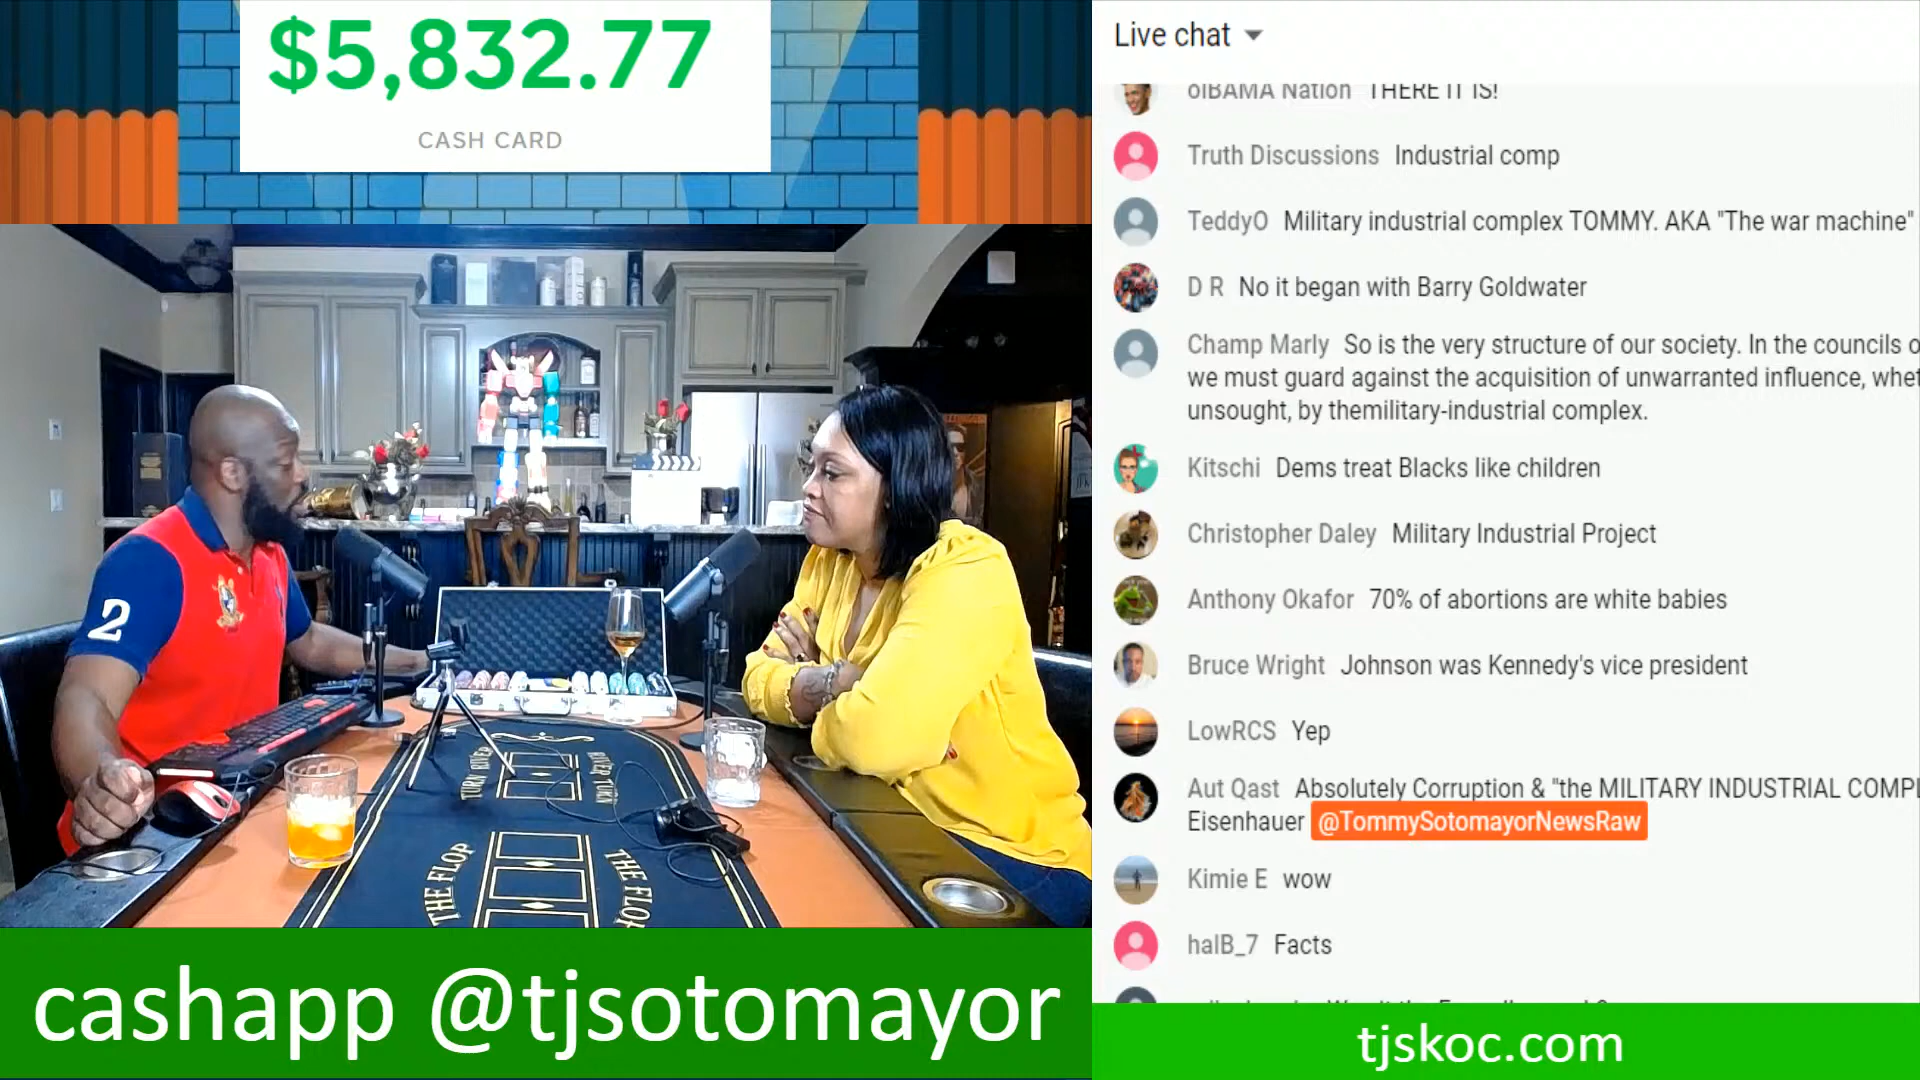 $5,832.77
CASH CARD
2
TURN RIVER
RIVER TURN
THE FLOP
THE FLOP
cashapp @tjsotomayor
Live chat
olBAMA Nation THERE IT IS!
Truth Discussions Industrial comp
TeddyO Military industrial complex TOMMY. AKA "The war machine"
D R No it began with Barry Goldwater
Champ Marly So is the very structure of our society. In the councils o
we must guard against the acquisition of unwarranted influence, whet
unsought, by themilitary-industrial complex.
Kitschi Dems treat Blacks like children
Christopher Daley Military Industrial Project
Anthony Okafor 70% of abortions are white babies
Bruce Wright Johnson was Kennedy's vice president
LowRCS Yep
Aut Qast Absolutely Corruption & "the MILITARY INDUSTRIAL COMPL
Eisenhauer @TommySotomayorNewsRaw
Kimie E wow
halB_7 Facts
tjskoc.com